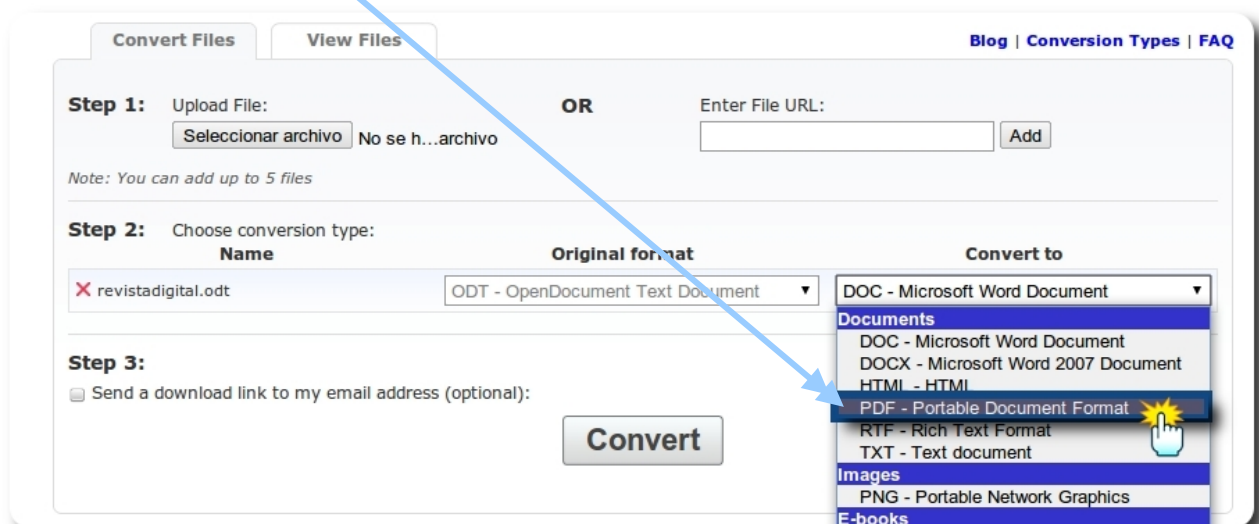 Convert Files
View Files
Blog | Conversion Types | FAQ
Step 1: Upload File:
OR
Enter File URL:
Seleccionar archivo No se h...archivo
Add
Note: You can add up to 5 files
Step 2: Choose conversion type:
Name Original format Convert to
revistadigital.odt ODT - OpenDocument Text Document DOC - Microsoft Word Document
Documents
DOC - Microsoft Word Document
DOCX - Microsoft Word 2007 Document
HTML - HTML
PDF - Portable Document Format
RTF - Rich Text Format
TXT - Text document
Images
PNG - Portable Network Graphics
E-books
Step 3:
Send a download link to my email address (optional):
Convert